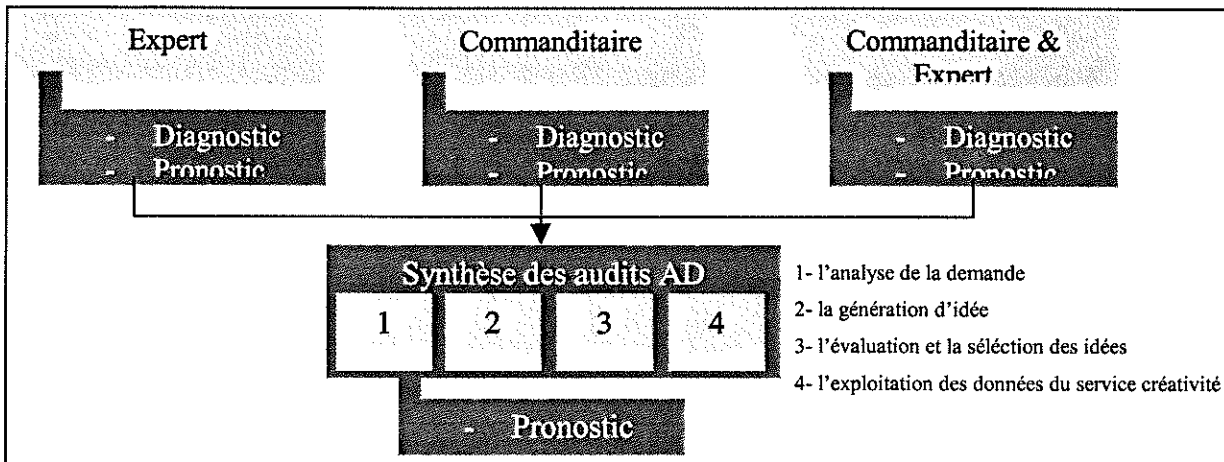 Expert
Commanditaire
Commanditaire &
Expert
- Diagnostic
- Pronostic
- Diagnostic
- Pronostic
- Diagnostic
- Pronostic
Synthèse des audits AD
1 2 3 4
1- l'analyse de la demande
2- la génération d'idée
3- l'évaluation et la séléction des idées
4- l'exploitation des données du service créativité
- Pronostic